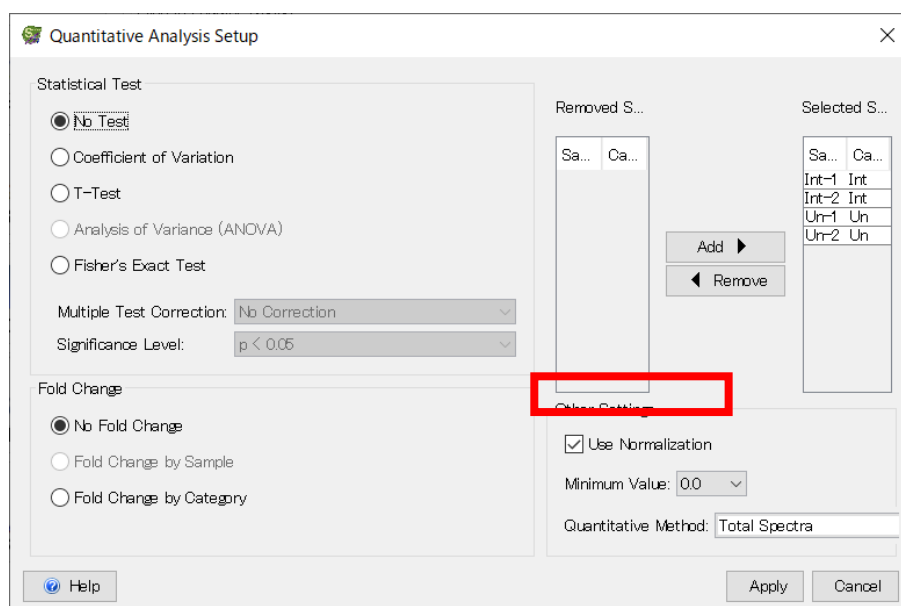 Quantitative Analysis Setup
Statistical Test
No Test
Coefficient of Variation
T-Test
Analysis of Variance (ANOVA)
Fisher's Exact Test
Multiple Test Correction: No Correction
Significance Level: p < 0.05
Fold Change
No Fold Change
Fold Change by Sample
Fold Change by Category
Removed S...
Sa... Ca...
Add
Remove
Selected S...
Sa... Ca...
Int-1 Int
Int-2 Int
Un-1 Un
Un-2 Un
Use Normalization
Minimum Value: 0.0
Quantitative Method: Total Spectra
Help
Apply
Cancel